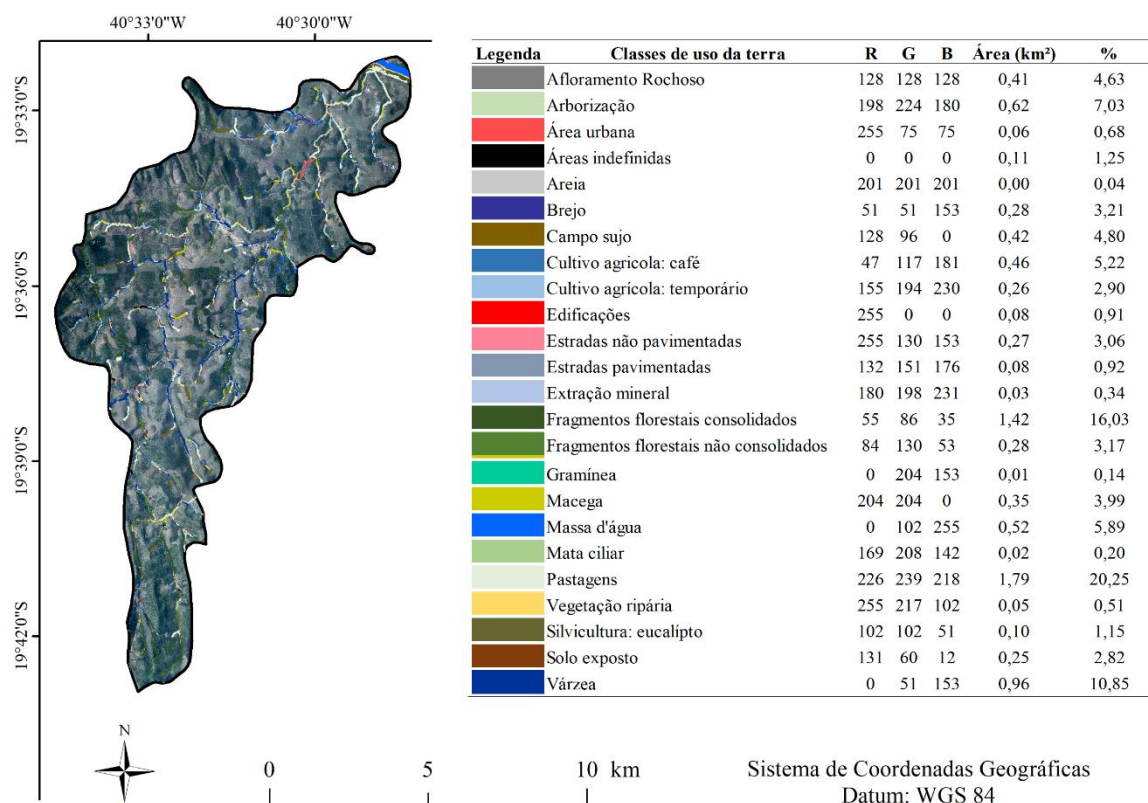 40°33'0"W 40°30'0"W
19°33'0"S
19°36'0"S
19°39'0"S
19°42'0"S
Legenda Classes de uso da terra R G B Área (km²) %
Afloramento Rochoso 128 128 128 0,41 4,63
Arborização 198 224 180 0,62 7,03
Área urbana 255 75 75 0,06 0,68
Áreas indefinidas 0 0 0 0,11 1,25
Areia 201 201 201 0,00 0,04
Brejo 51 51 153 0,28 3,21
Campo sujo 128 96 0 0,42 4,80
Cultivo agricola: café 47 117 181 0,46 5,22
Cultivo agrícola: temporário 155 194 230 0,26 2,90
Edificações 255 0 0 0,08 0,91
Estradas não pavimentadas 255 130 153 0,27 3,06
Estradas pavimentadas 132 151 176 0,08 0,92
Extração mineral 180 198 231 0,03 0,34
Fragmentos florestais consolidados 55 86 35 1,42 16,03
Fragmentos florestais não consolidados 84 130 53 0,28 3,17
Gramínea 0 204 153 0,01 0,14
Macega 204 204 0 0,35 3,99
Massa d'água 0 102 255 0,52 5,89
Mata ciliar 169 208 142 0,02 0,20
Pastagens 226 239 218 1,79 20,25
Vegetação ripária 255 217 102 0,05 0,51
Silvicultura: eucalipto 102 102 51 0,10 1,15
Solo exposto 131 60 12 0,25 2,82
Várzea 0 51 153 0,96 10,85
N
0 5 10 km
Sistema de Coordenadas Geográficas
Datum: WGS 84